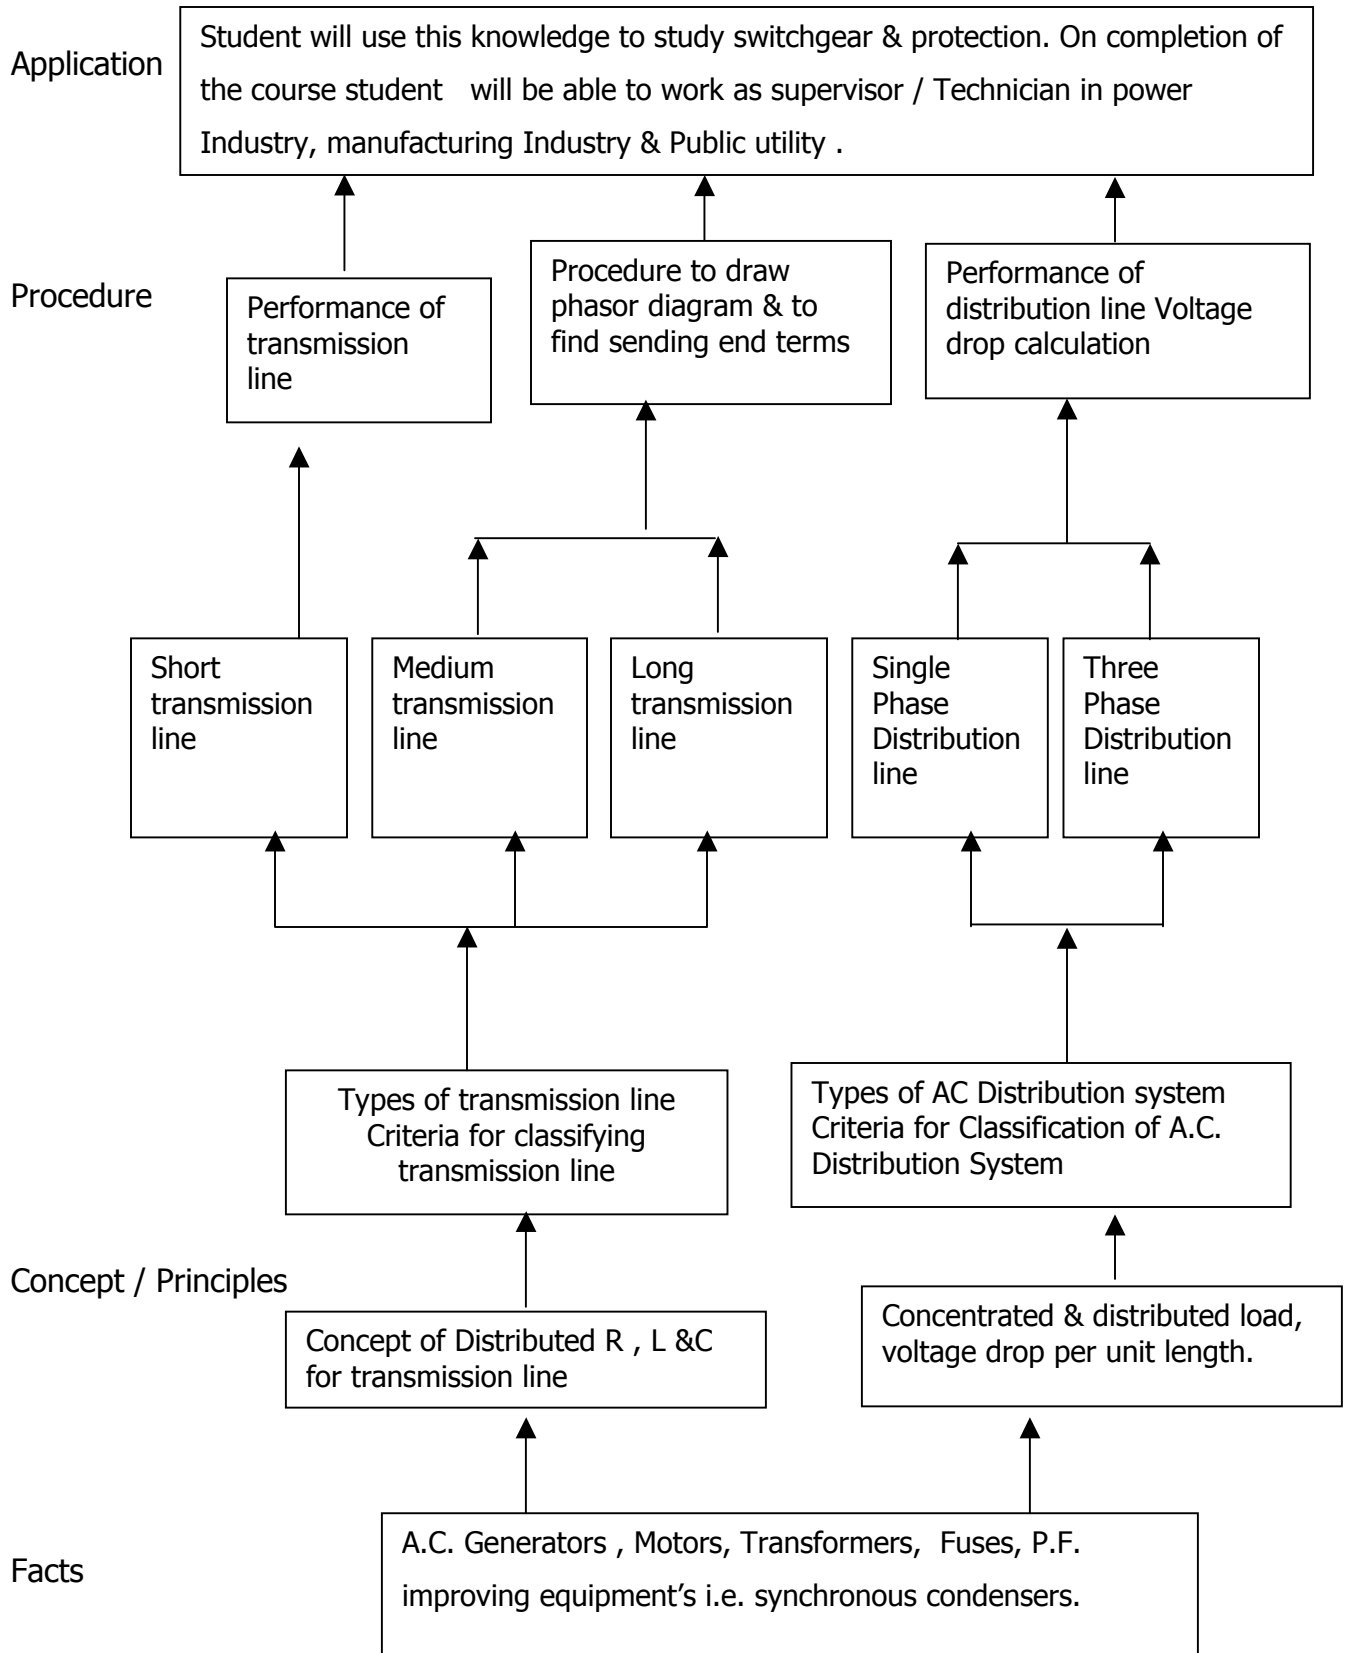 Application
Student will use this knowledge to study switchgear & protection. On completion of
the course student   will be able to work as supervisor / Technician in power
Industry, manufacturing Industry & Public utility .
Procedure
Performance of
transmission
line
Procedure to draw
phasor diagram & to
find sending end terms
Performance of
distribution line Voltage
drop calculation
Short
transmission
line
Medium
transmission
line
Long
transmission
line
Single
Phase
Distribution
line
Three
Phase
Distribution
line
Types of transmission line
Criteria for classifying
transmission line
Types of AC Distribution system
Criteria for Classification of A.C.
Distribution System
Concept / Principles
Concept of Distributed R , L &C
for transmission line
Concentrated & distributed load,
voltage drop per unit length.
Facts
A.C. Generators , Motors, Transformers,  Fuses, P.F.
improving equipment’s i.e. synchronous condensers.